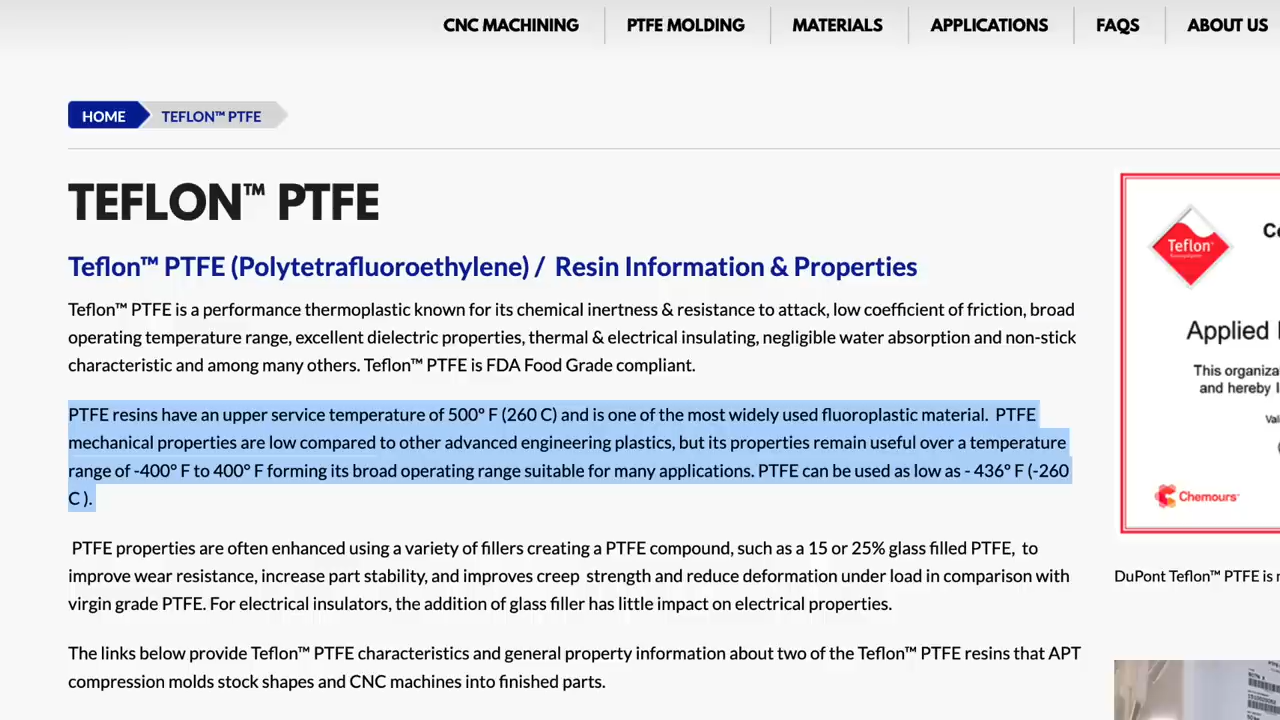 CNC MACHINING PTFE MOLDING MATERIALS APPLICATIONS FAQS ABOUT US
HOME TEFLON™ PTFE
TEFLON™ PTFE
Teflon™ PTFE (Polytetrafluoroethylene) / Resin Information & Properties
Teflon™ PTFE is a performance thermoplastic known for its chemical inertness & resistance to attack, low coefficient of friction, broad
operating temperature range, excellent dielectric properties, thermal & electrical insulating, negligible water absorption and non-stick
characteristic and among many others. Teflon™ PTFE is FDA Food Grade compliant.
PTFE resins have an upper service temperature of 500° F (260 C) and is one of the most widely used fluoroplastic material. PTFE
mechanical properties are low compared to other advanced engineering plastics, but its properties remain useful over a temperature
range of -400° F to 400° F forming its broad operating range suitable for many applications. PTFE can be used as low as - 436° F (-260
C ).
PTFE properties are often enhanced using a variety of fillers creating a PTFE compound, such as a 15 or 25% glass filled PTFE, to
improve wear resistance, increase part stability, and improves creep strength and reduce deformation under load in comparison with
virgin grade PTFE. For electrical insulators, the addition of glass filler has little impact on electrical properties.
The links below provide Teflon™ PTFE characteristics and general property information about two of the Teflon™ PTFE resins that APT
compression molds stock shapes and CNC machines into finished parts.
Teflon
Applied
This organiza
and hereby
Chemours™
DuPont Teflon™ PTFE is